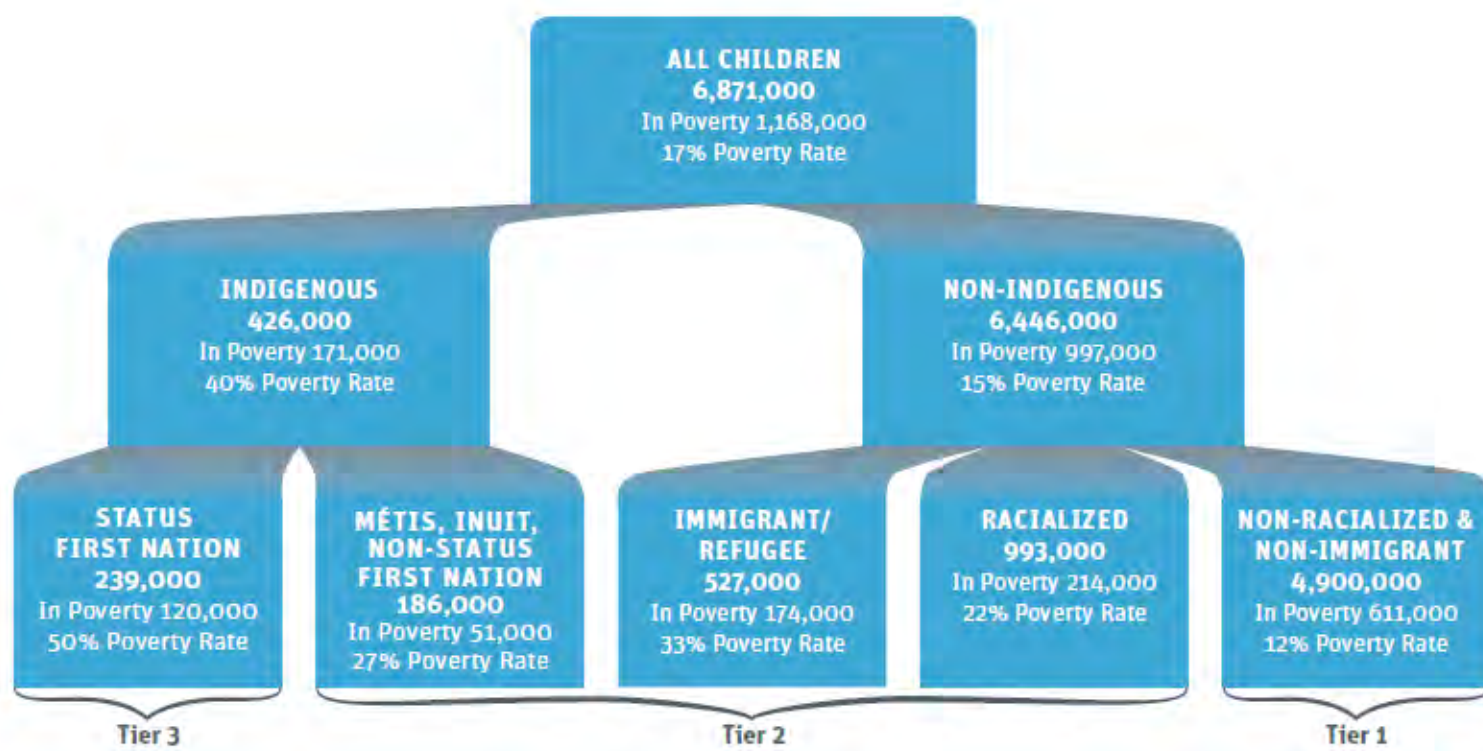 ALL CHILDREN
6,871,000
In Poverty 1,168,000
17% Poverty Rate
INDIGENOUS
426,000
In Poverty 171,000
40% Poverty Rate
NON-INDIGENOUS
6,446,000
In Poverty 997,000
15% Poverty Rate
STATUS
FIRST NATION
239,000
In Poverty 120,000
50% Poverty Rate
MÉTIS, INUIT,
NON-STATUS
FIRST NATION
186,000
In Poverty 51,000
27% Poverty Rate
IMMIGRANT/
REFUGEE
527,000
In Poverty 174,000
33% Poverty Rate
RACIALIZED
993,000
In Poverty 214,000
22% Poverty Rate
NON-RACIALIZED &
NON-IMMIGRANT
4,900,000
In Poverty 611,000
12% Poverty Rate
Tier 3
Tier 2
Tier 1